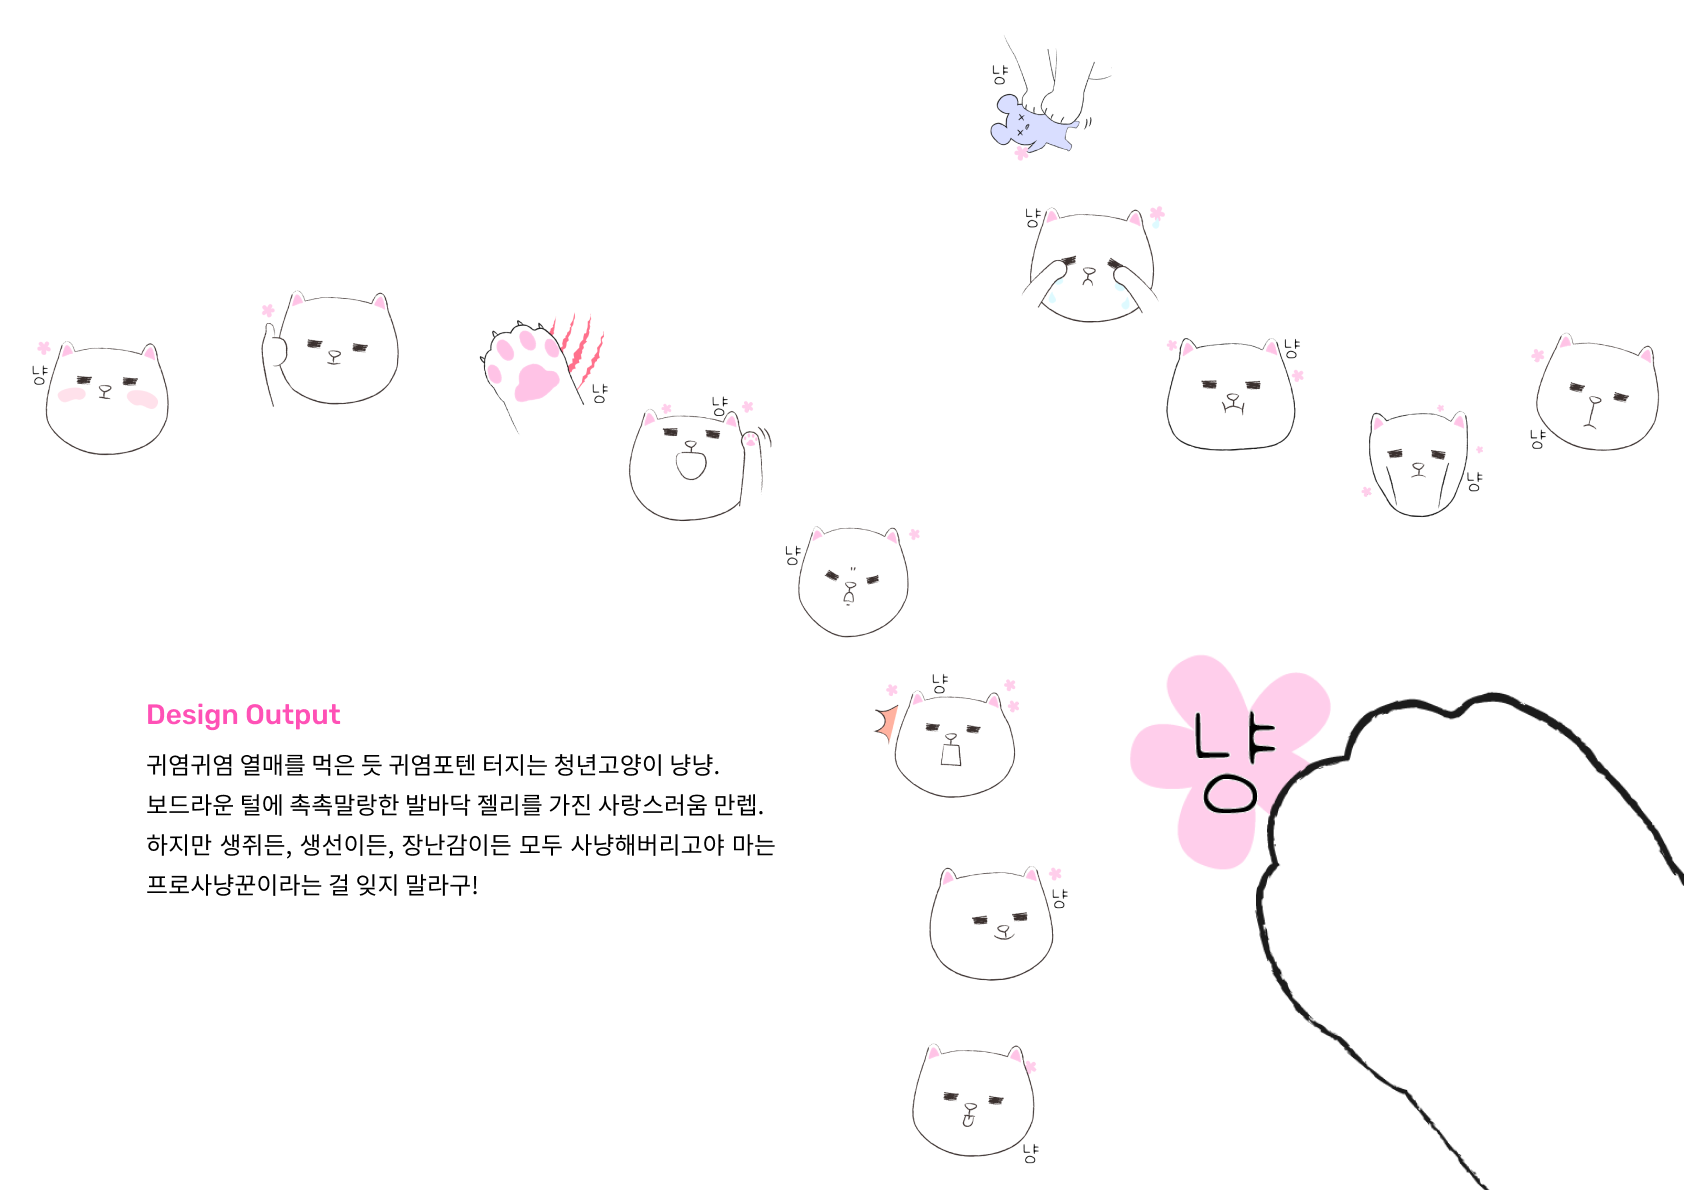 냥
냥
냥
냥
냥
냥
냥
냥
냥
냥
냥
냥
Design Output
귀염귀염 열매를 먹은 듯 귀염포텐 터지는 청년고양이 냥냥.
보드라운 털에 촉촉말랑한 발바닥 젤리를 가진 사랑스러움 만렙.
하지만 생쥐든, 생선이든, 장난감이든 모두 사냥해버리고야 마는
프로사냥꾼이라는 걸 잊지 말라구!
냥
냥